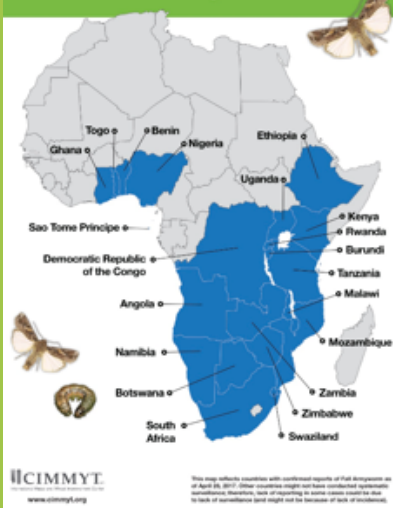 Togo
Benin
Ghana
Nigeria
Ethiopia
Uganda
Sao Tome Principe
Kenya
Rwanda
Democratic Republic
of the Congo
Burundi
Tanzania
Malawi
Angola
Mozambique
Namibia
Botswana
Zambia
Zimbabwe
South
Africa
Swaziland
CIMMYT.
www.cimmyt.org
This map reflects countries with confirmed reports of Fall Armyworm as
of April 28, 2017. Other countries might not have conducted systematic
surveillance; therefore, lack of reporting in some cases could be due
to lack of surveillance (and might not be because of lack of incidence).